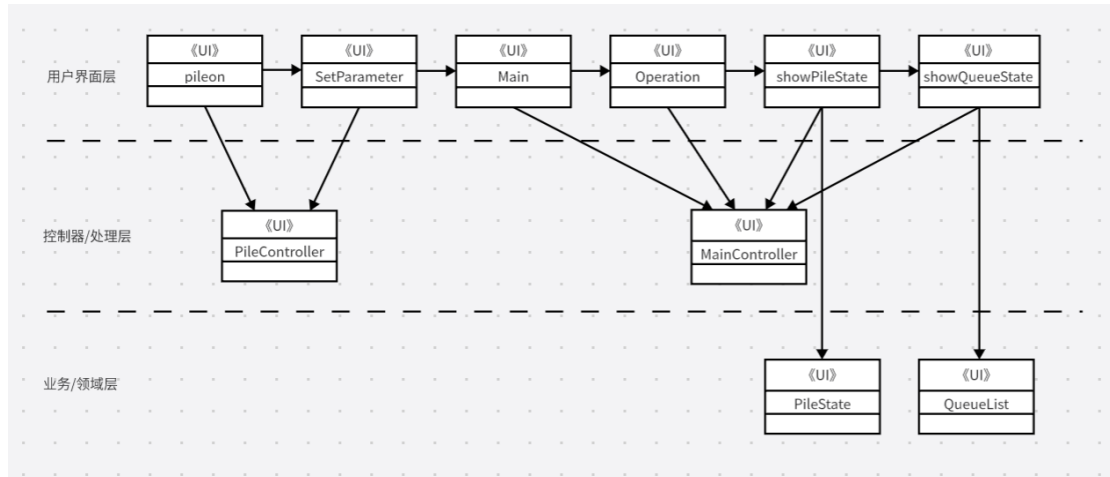 《UI》 《UI》 《UI》 《UI》 《UI》 《UI》
用户界面层 pileon SetParameter Main Operation showPileState showQueueState
《UI》 《UI》
控制器/处理层 PileController MainController
《UI》 《UI》
业务/领域层
PileState QueueList